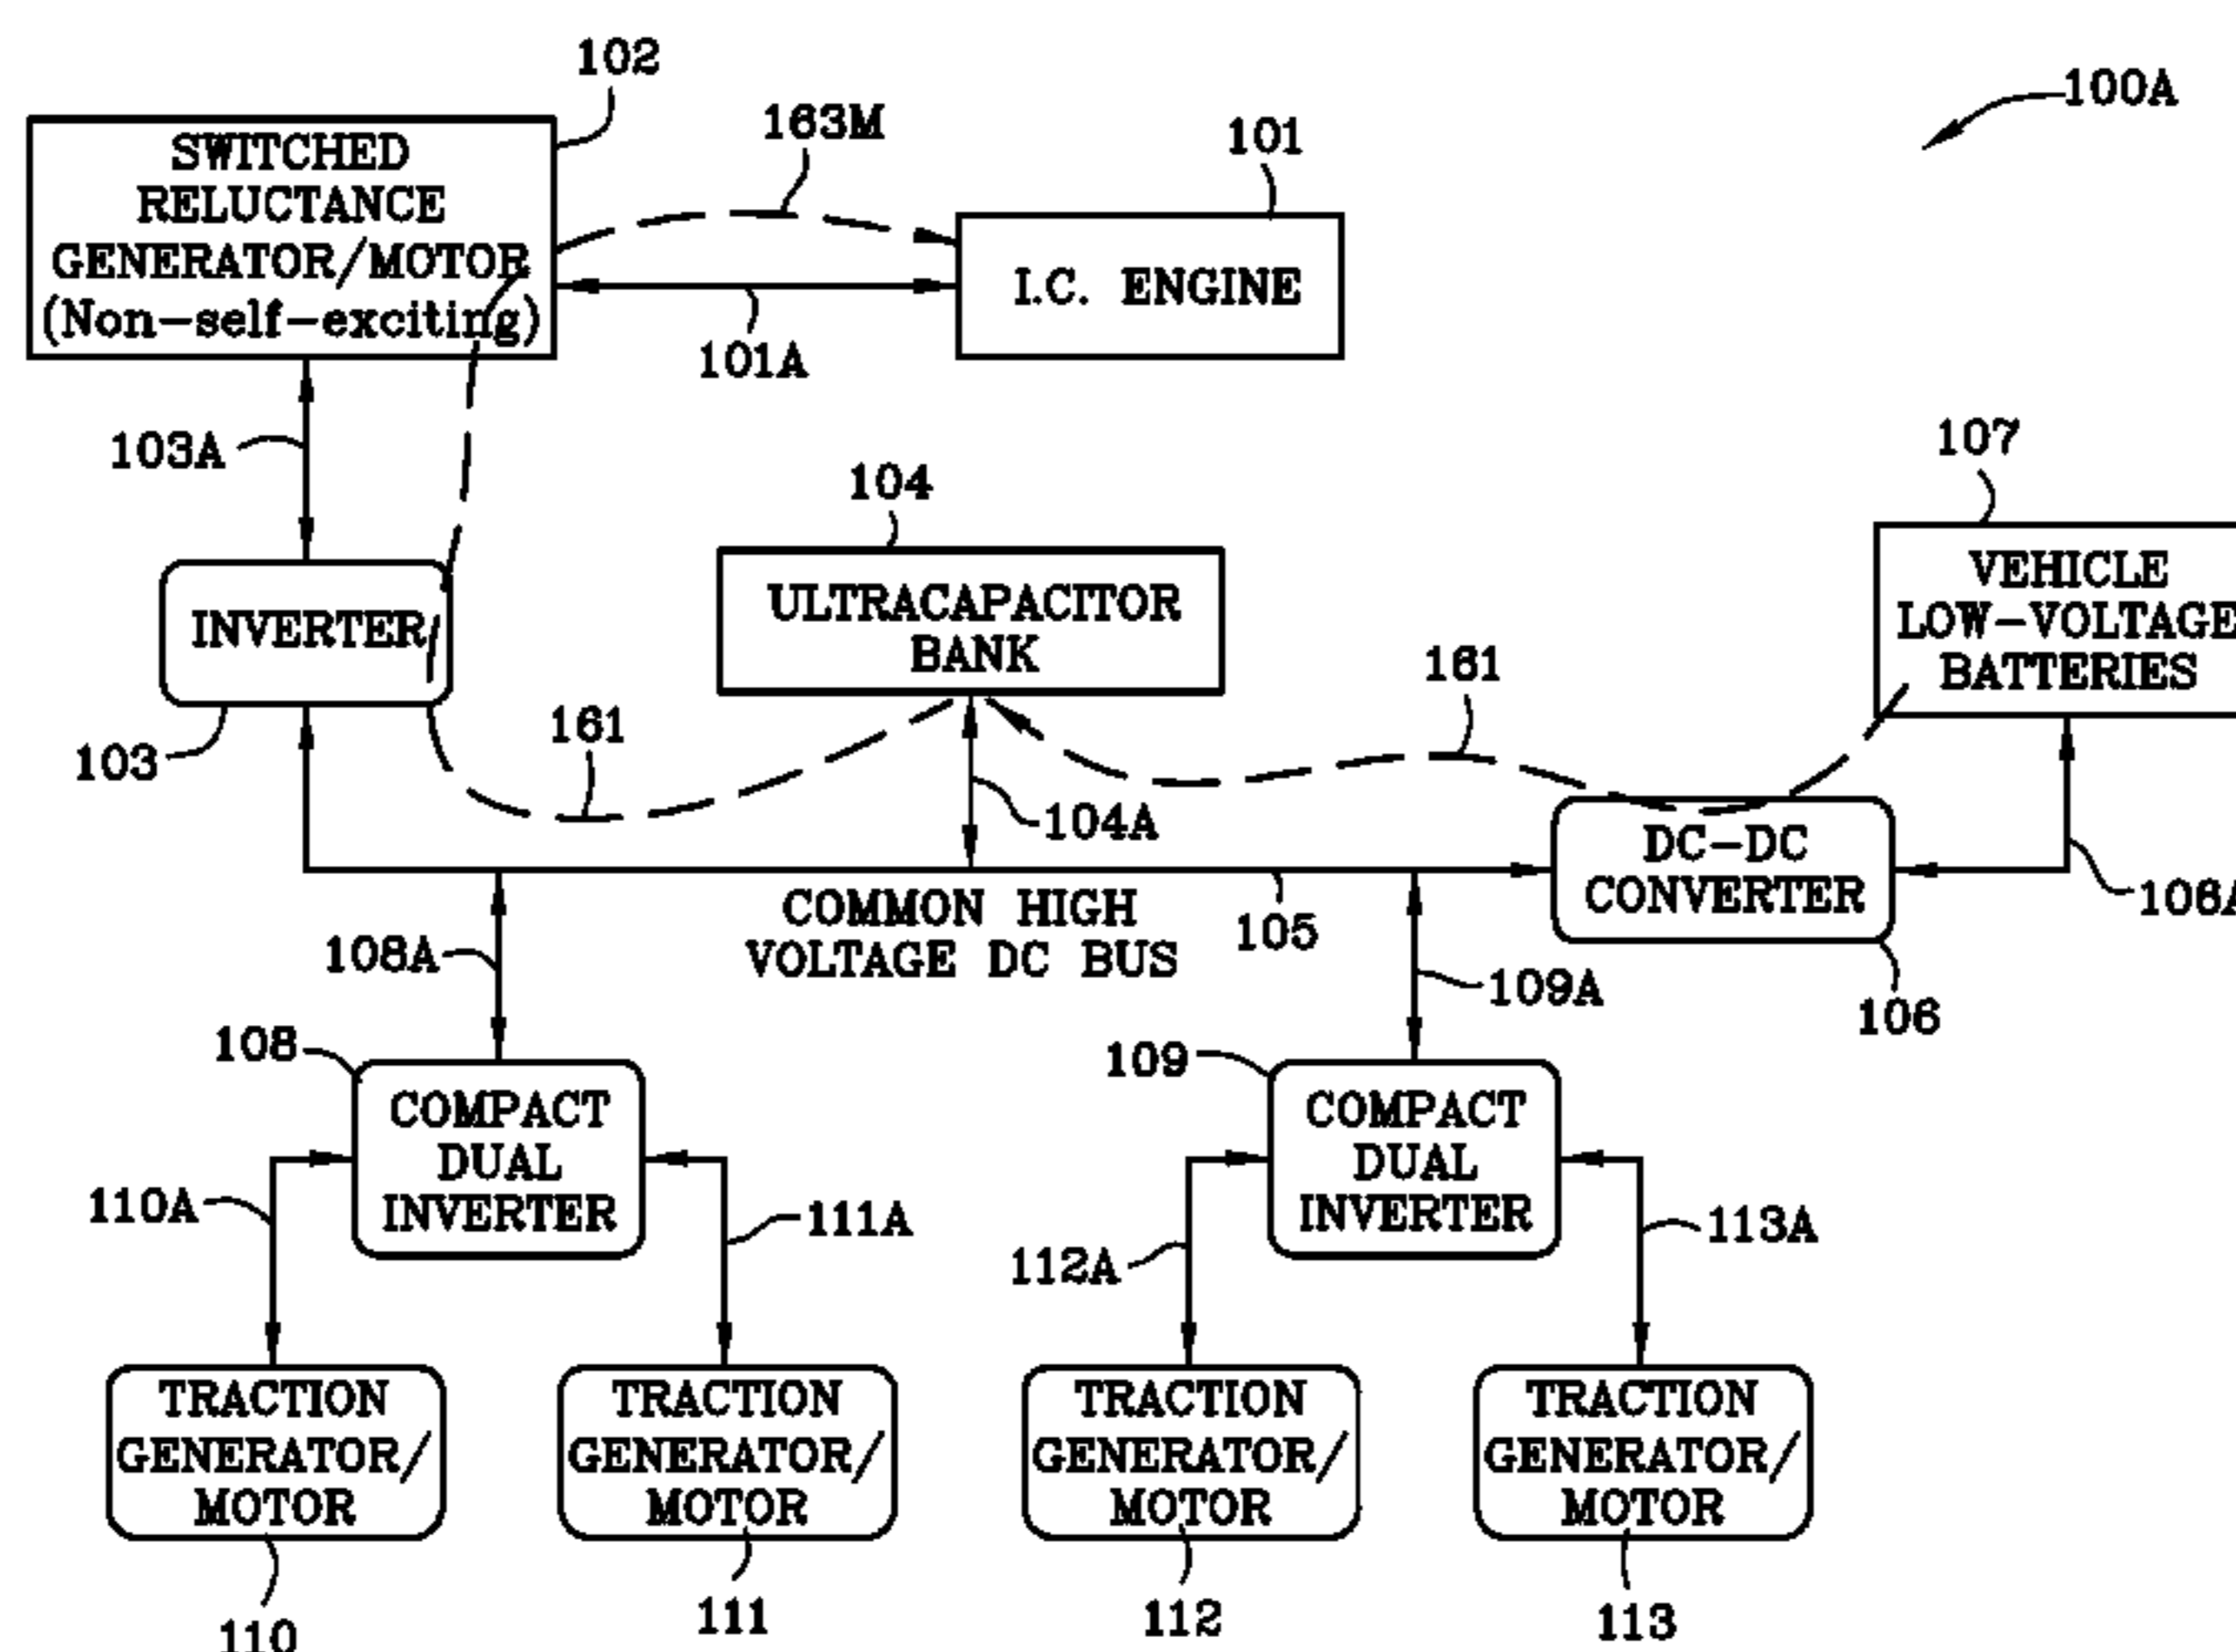 102
163M
101
100A
SWITCHED
RELUCTANCE
GENERATOR/MOTOR
(Non-self-exciting)
I.C. ENGINE
101A
103A
104
107
INVERTER
ULTRACAPACITOR
BANK
161
VEHICLE
LOW-VOLTAGE
BATTERIES
103
161
104A
DC-DC
CONVERTER
106A
COMMON HIGH
VOLTAGE DC BUS
105
108A
109A
106
108
109
COMPACT
DUAL
INVERTER
COMPACT
DUAL
INVERTER
110A
111A
112A
113A
TRACTION
GENERATOR/
MOTOR
TRACTION
GENERATOR/
MOTOR
TRACTION
GENERATOR/
MOTOR
TRACTION
GENERATOR/
MOTOR
110
111
112
113